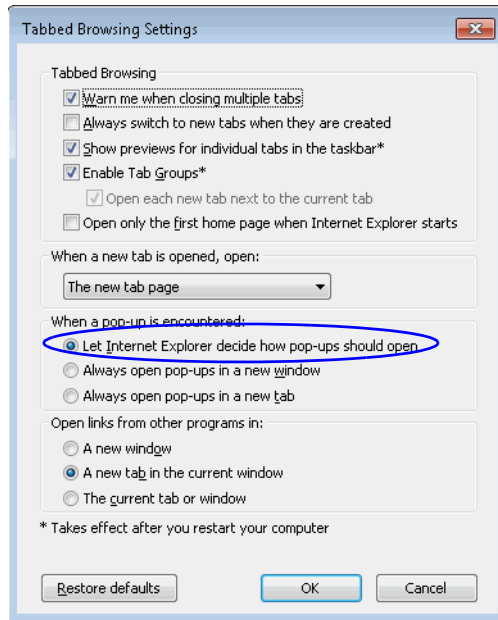 Tabbed Browsing Settings
Tabbed Browsing
Warn me when closing multiple tabs
Always switch to new tabs when they are created
Show previews for individual tabs in the taskbar*
Enable Tab Groups*
Open each new tab next to the current tab
Open only the first home page when Internet Explorer starts
When a new tab is opened, open:
The new tab page
When a pop-up is encountered:
Let Internet Explorer decide how pop-ups should open
Always open pop-ups in a new window
Always open pop-ups in a new tab
Open links from other programs in:
A new window
A new tab in the current window
The current tab or window
* Takes effect after you restart your computer
Restore defaults OK Cancel